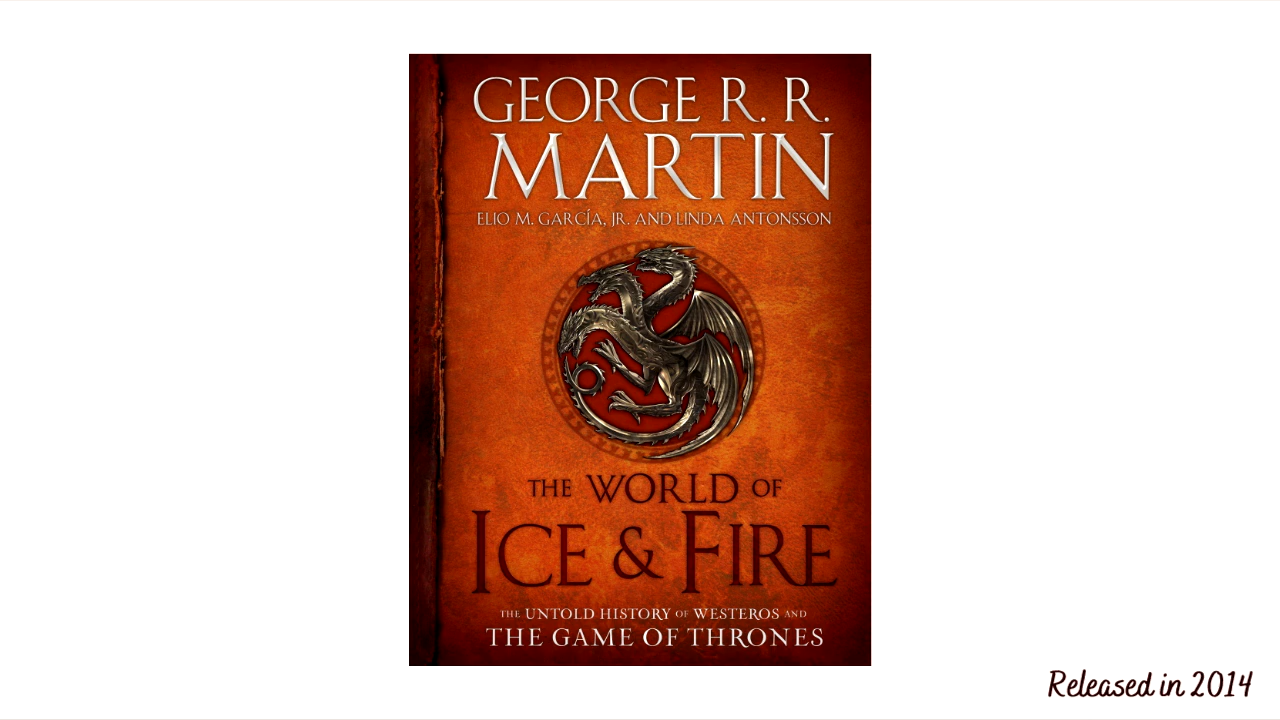 GEORGE R. R.
MARTIN
ELIO M. GARCÍA, JR. AND LINDA ANTONSSON
THE WORLD OF
ICE & FIRE
THE UNTOLD HISTORY OF WESTEROS AND
THE GAME OF THRONES
Released in 2014